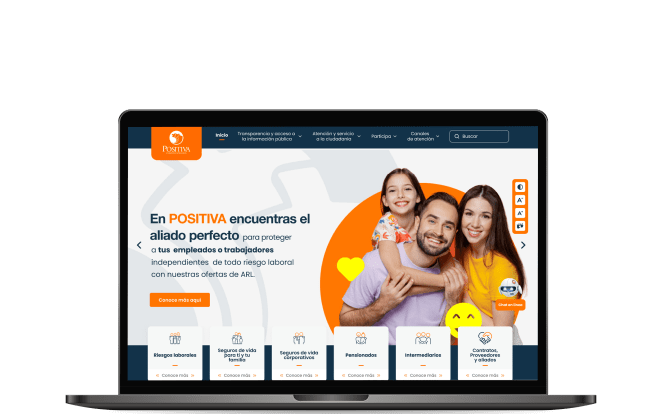 POSITIVA
Inicio
Transparencia y acceso a
la información pública
Atención y servicio
a la ciudadanía
Participa
Canales
de atención
Buscar
En POSITIVA encuentras el
aliado perfecto para proteger
a tus empleados o trabajadores
independientes de todo riesgo laboral
con nuestras ofertas de ARL.
Conoce más aquí
A
A
Riesgos laborales
Conoce más
Seguros de vida
para ti y tu
familia
Conoce más
Seguros de vida
corporativos
Conoce más
Pensionados
Conoce más
Intermediarios
Conoce más
Contratos,
Proveedores
y aliados
Conoce más